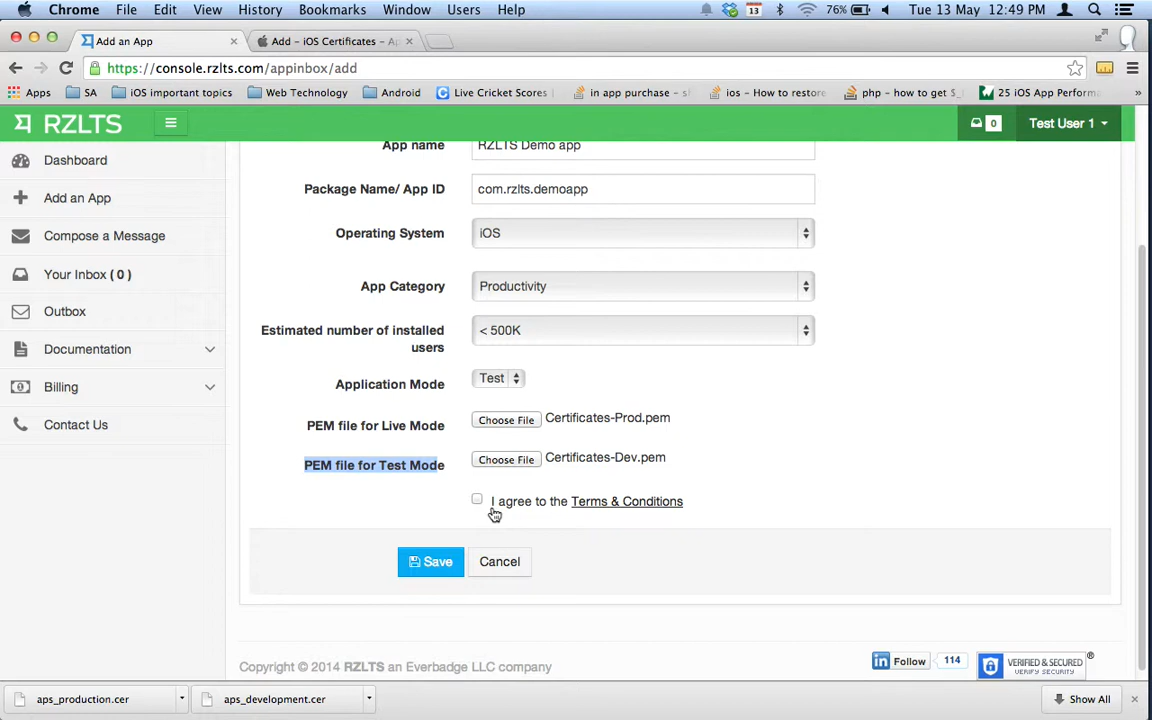 Chrome File Edit View History Bookmarks Window Users Help 13 76% Tue 13 May 12:49 PM
Add an App Add - iOS Certificates - Ap
https://console.rzlts.com/appinbox/add
Apps SA iOS important topics Web Technology Android Live Cricket Scores in app purchase - s ios - How to restore php - how to get $_ 25 iOS App Perform »
RZLTS 0 Test User 1
Dashboard
Add an App
Compose a Message
Your Inbox ( 0 )
Outbox
Documentation
Billing
Contact Us
App name RZLTS Demo app
Package Name/ App ID com.rzlts.demoapp
Operating System iOS
App Category Productivity
Estimated number of installed < 500K
users
Application Mode Test
PEM file for Live Mode Choose File Certificates-Prod.pem
PEM file for Test Mode Choose File Certificates-Dev.pem
I agree to the Terms & Conditions
Save Cancel
Copyright © 2014 RZLTS an Everbadge LLC company
in Follow 114 VERIFIED & SECURED ®
VERIFY SECURITY
aps_production.cer aps_development.cer Show All